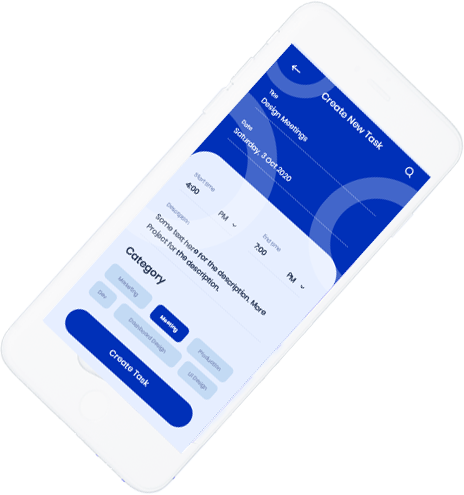 Create New Task
Title
Design Meetings
Date
Saturday, 3 Oct 2020
Start time
4:00 PM
End time
7:00 PM
Description
Some text here for the description. More
Project for the description.
Category
Marketing Meeting Production
Dev Dashboard Design UI Design
Create Task